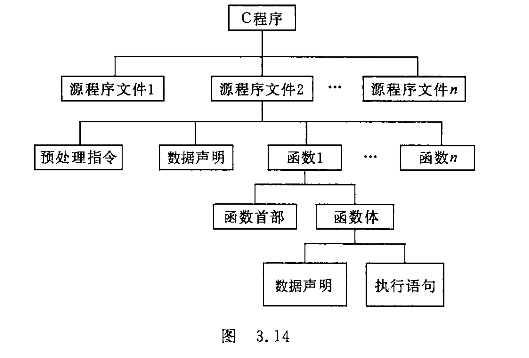 C程序
源程序文件1 源程序文件2 … 源程序文件n
预处理指令 数据声明 函数1 … 函数n
函数首部 函数体
数据声明 执行语句
图 3.14